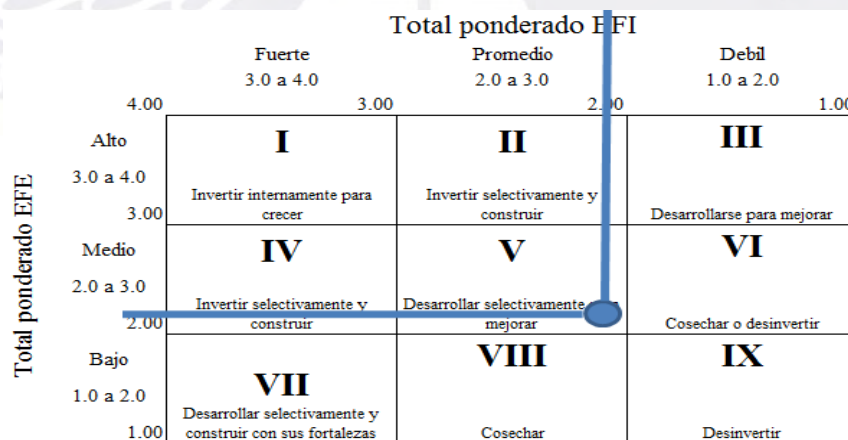 Total ponderado EFI
Fuerte Promedio Debil
3.0 a 4.0 2.0 a 3.0 1.0 a 2.0
4.00 3.00 2.00 1.00
Total ponderado EFE
Alto
3.0 a 4.0
3.00
I
Invertir internamente para
crecer
II
Invertir selectivamente y
construir
III
Desarrollarse para mejorar
Medio
2.0 a 3.0
2.00
IV
Invertir selectivamente y
construir
V
Desarrollar selectivamente
mejorar
VI
Cosechar o desinvertir
Bajo
1.0 a 2.0
1.00
VII
Desarrollar selectivamente y
construir con sus fortalezas
VIII
Cosechar
IX
Desinvertir